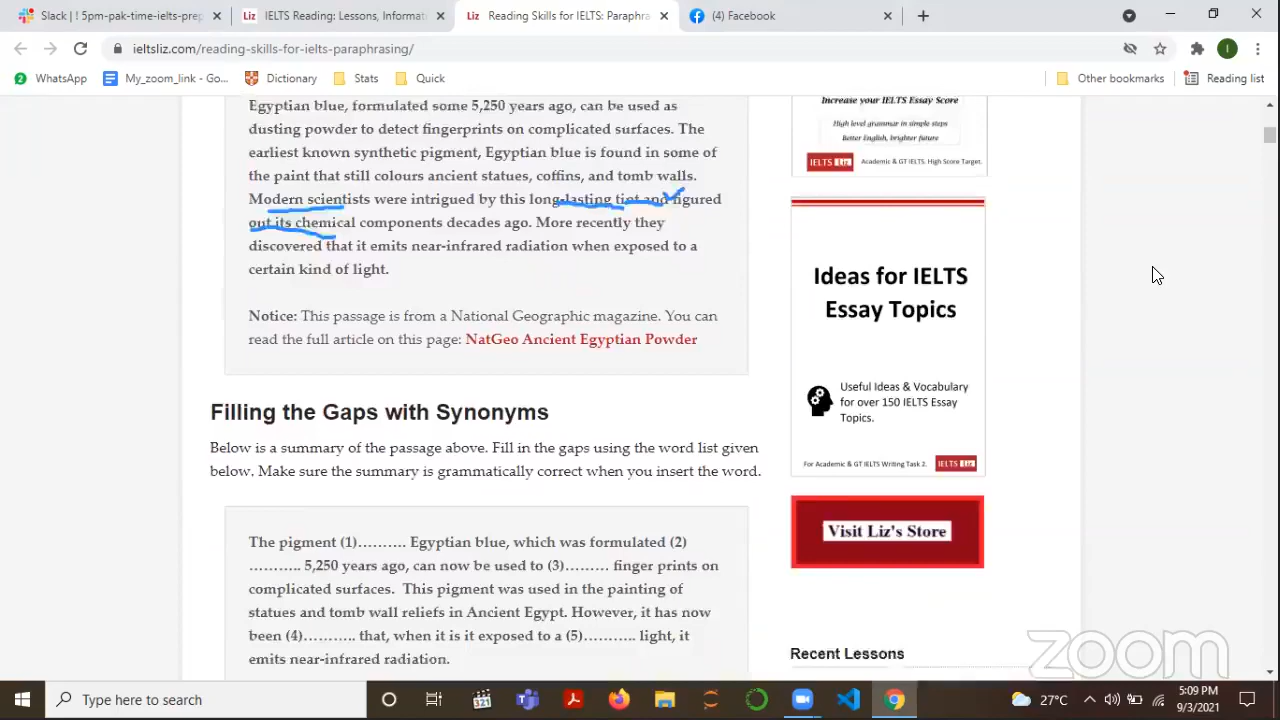 Slack | ! 5pm-pat-time-ielts-prep
IELTS Reading: Lessons, Informat
Reading Skills for IELTS: Paraphra
(4) Facebook
ieltsliz.com/reading-skills-for-ielts-paraphrasing/
WhatsApp
My_zoom_link - Go...
Dictionary
Stats
Quick
Other bookmarks
Reading list
Egyptian blue, formulated some 5,250 years ago, can be used as
dusting powder to detect fingerprints on complicated surfaces. The
earliest known synthetic pigment, Egyptian blue is found in some of
the paint that still colours ancient statues, coffins, and tomb walls.
Modern scientists were intrigued by this long-lasting tint and figured
out its chemical components decades ago. More recently they
discovered that it emits near-infrared radiation when exposed to a
certain kind of light.
Notice: This passage is from a National Geographic magazine. You can
read the full article on this page: NatGeo Ancient Egyptian Powder
Filling the Gaps with Synonyms
Below is a summary of the passage above. Fill in the gaps using the word list given
below. Make sure the summary is grammatically correct when you insert the word.
The pigment (1)………. Egyptian blue, which was formulated (2)
……….. 5,250 years ago, can now be used to (3)……… finger prints on
complicated surfaces. This pigment was used in the painting of
statues and tomb wall reliefs in Ancient Egypt. However, it has now
been (4)……….. that, when it is it exposed to a (5)……….. light, it
emits near-infrared radiation.
Increase your IELTS Essay Score
High level grammar in simple steps
Better English, brighter future
IELTS Liz
Academic & GT IELTS. High Score Target.
Ideas for IELTS
Essay Topics
Useful Ideas & Vocabulary
for over 150 IELTS Essay
Topics.
For Academic & GT IELTS Writing Task 2.
IELTS Liz
Visit Liz's Store
Recent Lessons
zoom
Type here to search
27°C
5:09 PM
9/3/2021